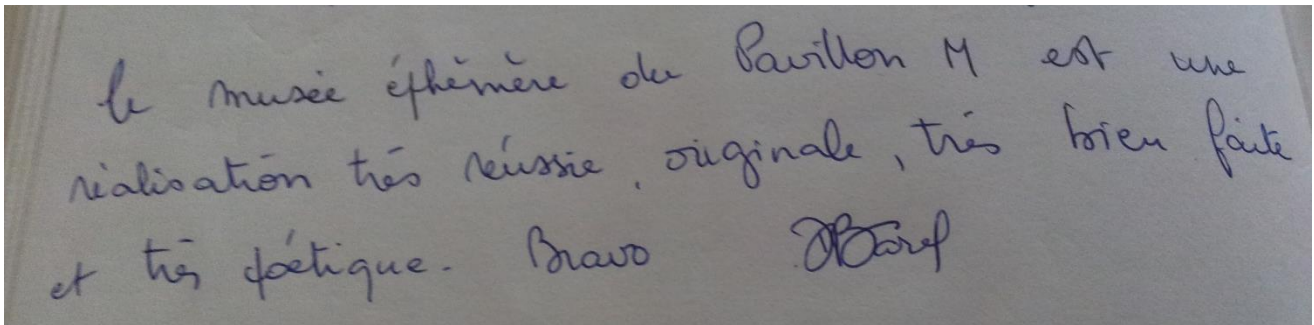 le musée éphémère du Pavillon M est une
réalisation très réussie, originale, très bien faite
et très poétique. Bravo